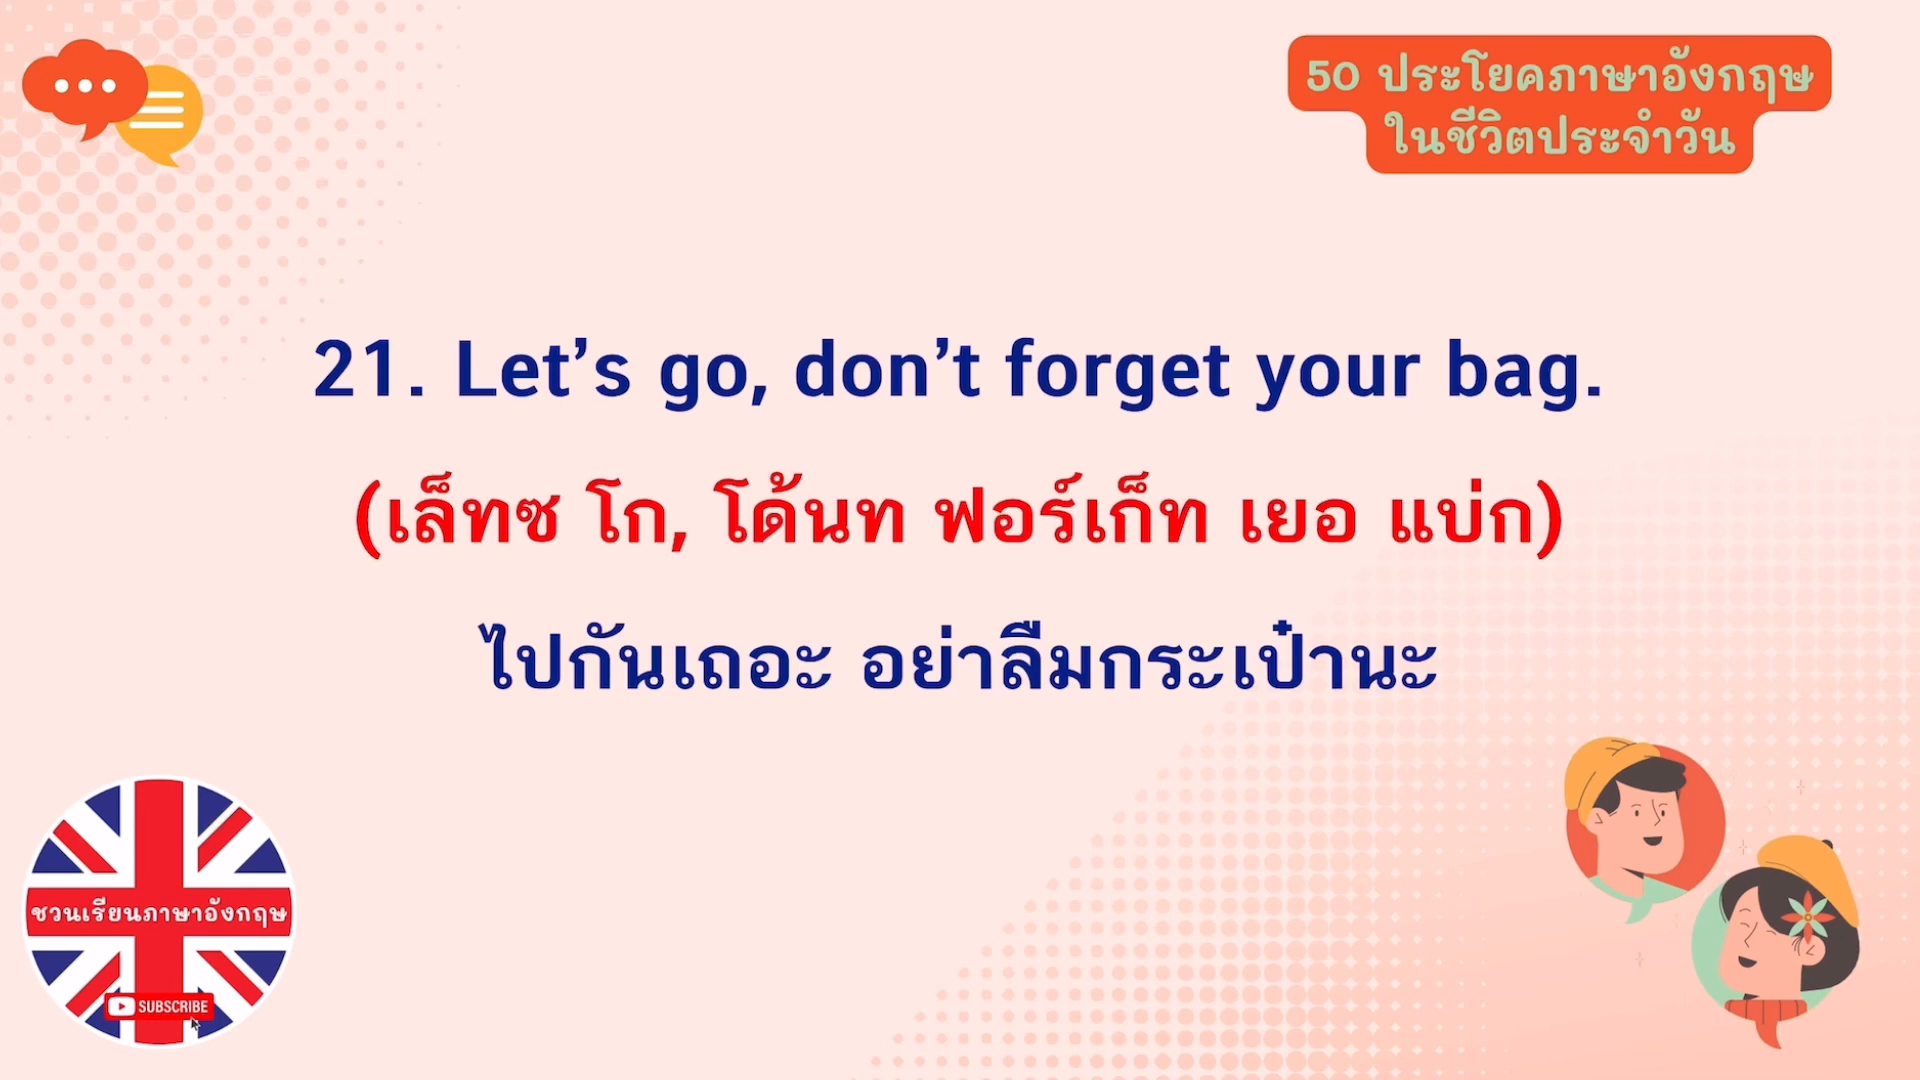 50 ประโยคภาษาอังกฤษ
ในชีวิตประจำวัน
21. Let’s go, don’t forget your bag.
(เล็ทซ โก, โด้นท ฟอร์เก็ท เยอ แบ่ก)
ไปกันเถอะ อย่าลืมกระเป๋านะ
ชวนเรียนภาษาอังกฤษ
SUBSCRIBE